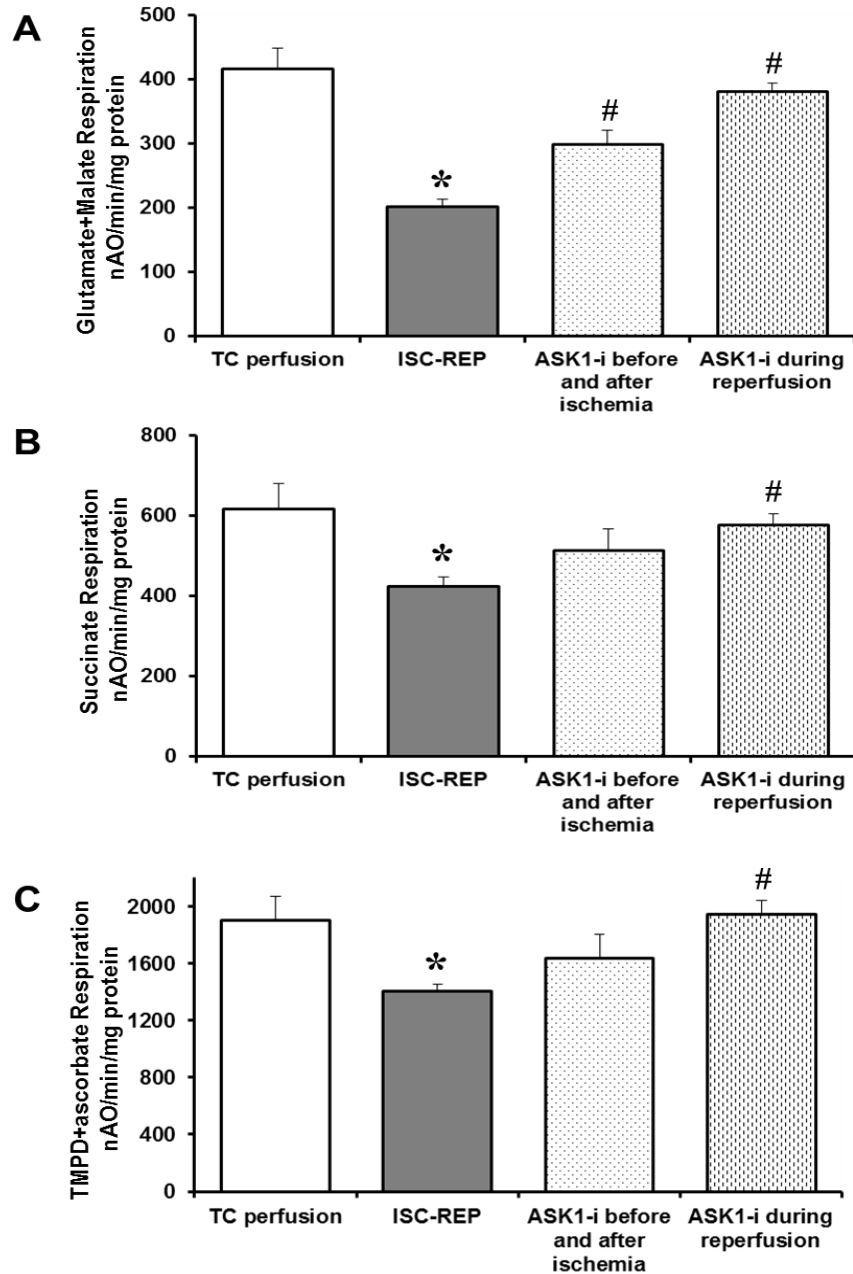 A
Glutamate+Malate Respiration
nAO/min/mg protein
500
400
300
200
100
0
*
#
#
TC perfusion
ISC-REP
ASK1-i before
and after
ischemia
ASK1-i during
reperfusion
B
Succinate Respiration
nAO/min/mg protein
800
600
400
200
0
*
#
TC perfusion
ISC-REP
ASK1-i before
and after
ischemia
ASK1-i during
reperfusion
C
TMPD+ascorbate Respiration
nAO/min/mg protein
2000
1600
1200
800
400
0
*
#
TC perfusion
ISC-REP
ASK1-i before
and after
ischemia
ASK1-i during
reperfusion